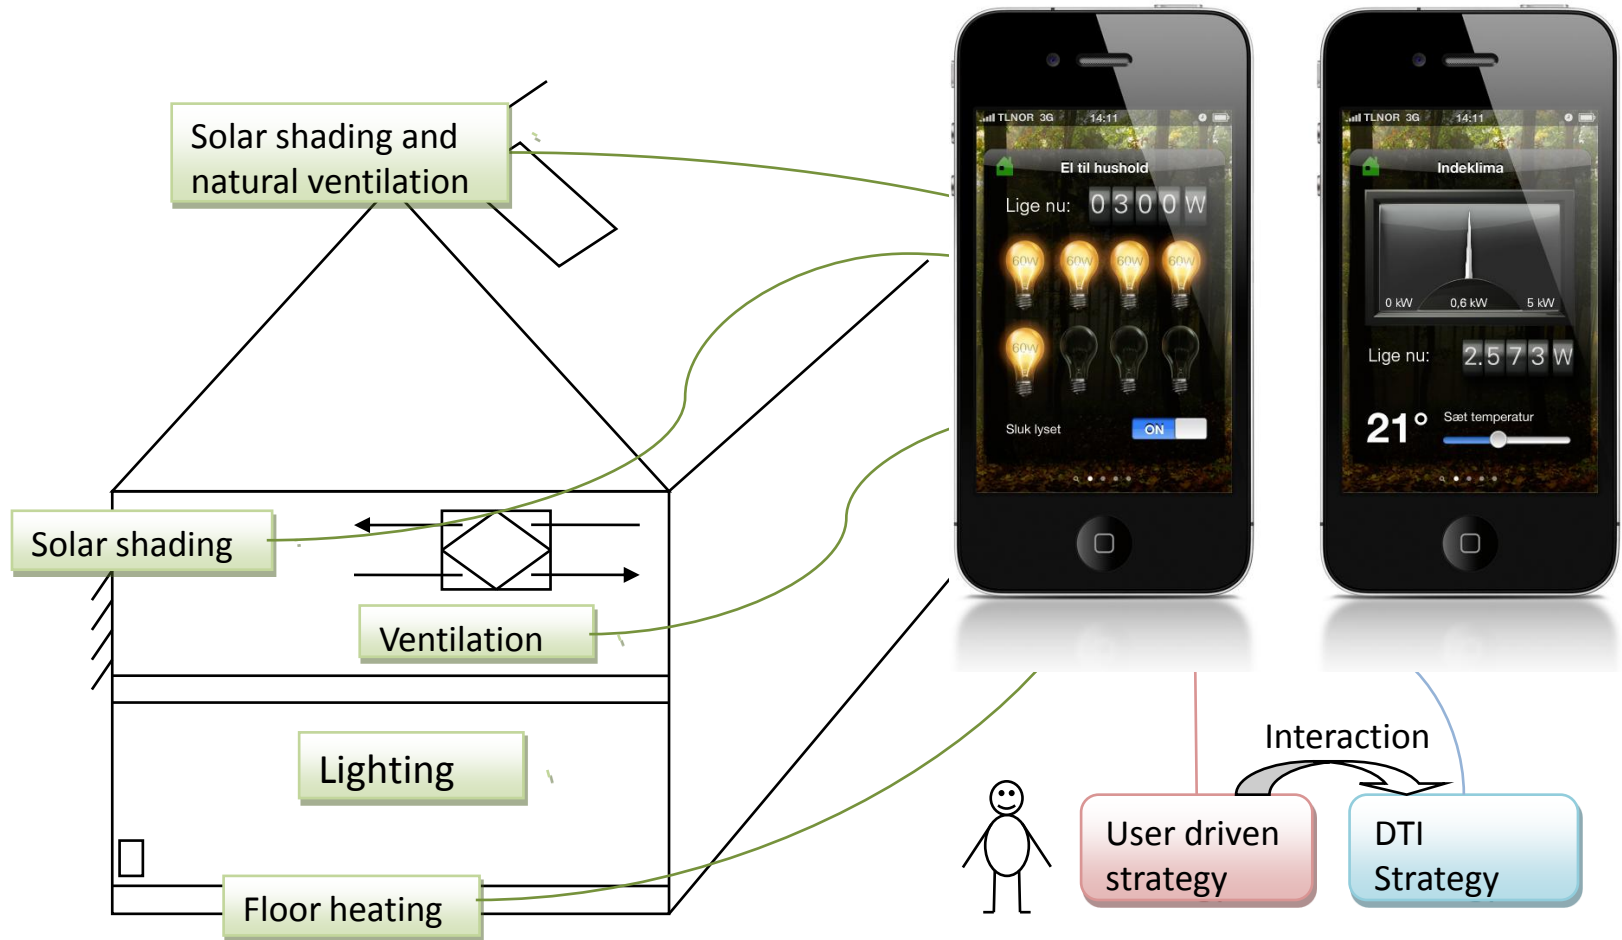 Solar shading and
natural ventilation
Solar shading
Ventilation
Lighting
Floor heating
TLNOR 3G 14:11
El til hushold
Lige nu: 0300W
60W 60W 60W 60W
60W
Sluk lyset ON
TLNOR 3G 14:11
Indeklima
0 kW 0,6 kW 5 kW
Lige nu: 2.573W
21° Sæt temperatur
Interaction
User driven
strategy
DTI
Strategy